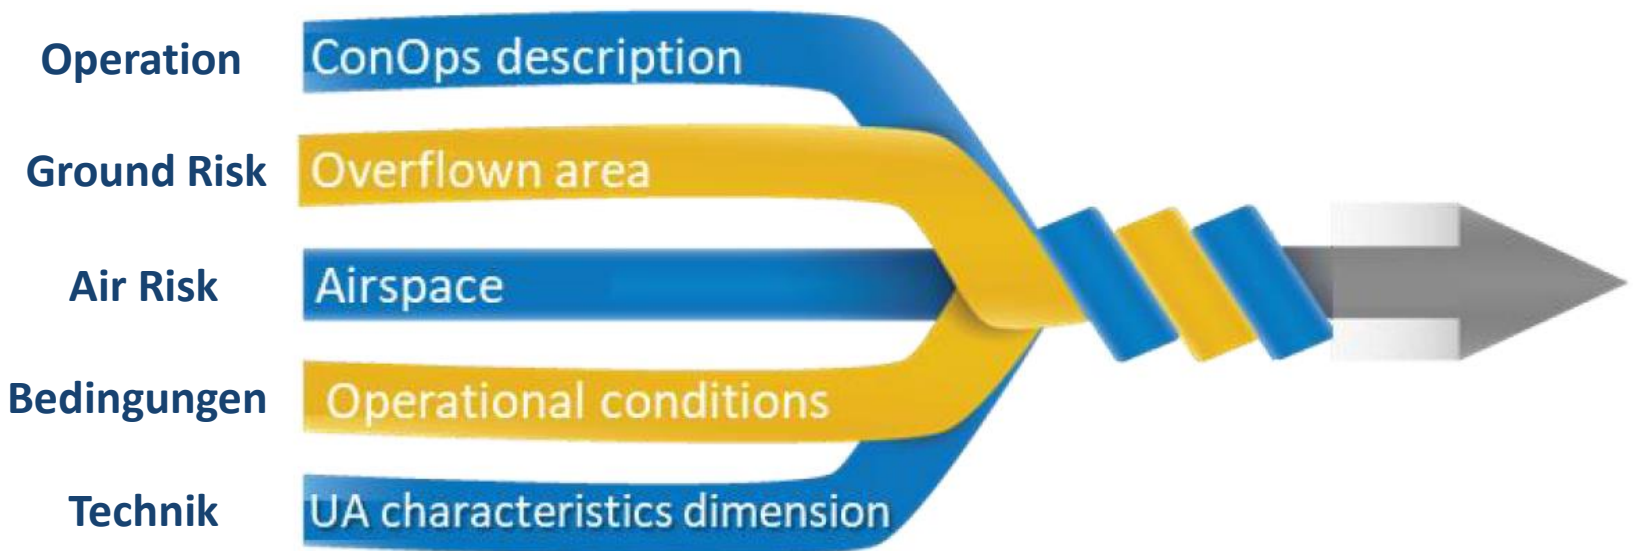 Operation
ConOps description
Ground Risk
Overflown area
Air Risk
Airspace
Bedingungen
Operational conditions
Technik
UA characteristics dimension